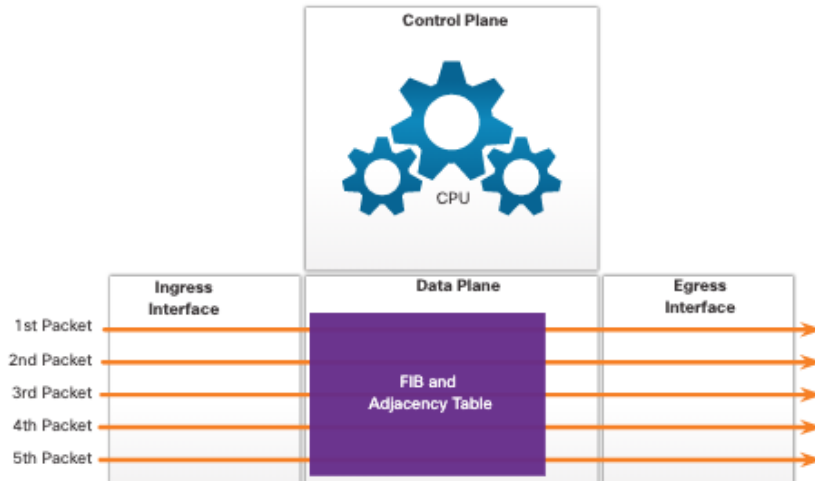 Control Plane
CPU
Ingress
Interface
Data Plane
Egress
Interface
1st Packet
2nd Packet
3rd Packet
4th Packet
5th Packet
FIB and
Adjacency Table